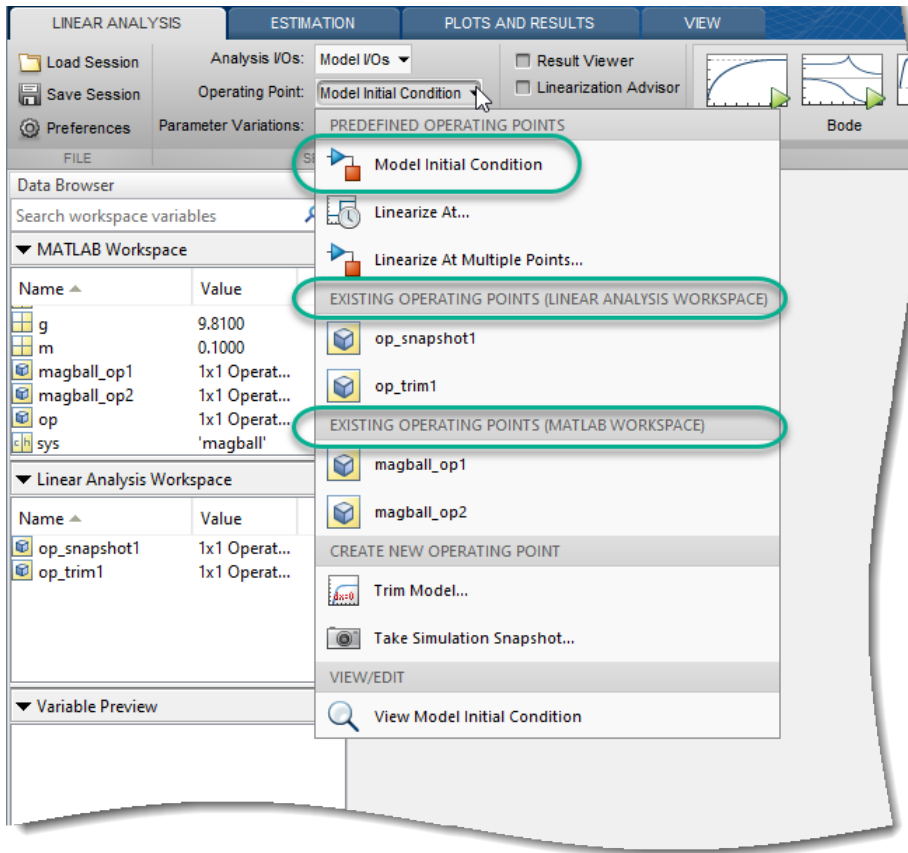 LINEAR ANALYSIS ESTIMATION PLOTS AND RESULTS VIEW
Load Session
Save Session
Preferences
FILE
Analysis I/Os: Model I/Os
Operating Point: Model Initial Condition
Parameter Variations:
Result Viewer
Linearization Advisor
Bode
PREDEFINED OPERATING POINTS
Model Initial Condition
Linearize At...
Linearize At Multiple Points...
EXISTING OPERATING POINTS (LINEAR ANALYSIS WORKSPACE)
op_snapshot1
op_trim1
EXISTING OPERATING POINTS (MATLAB WORKSPACE)
magball_op1
magball_op2
CREATE NEW OPERATING POINT
dx=0
Trim Model...
Take Simulation Snapshot...
VIEW/EDIT
View Model Initial Condition
Data Browser
Search workspace variables
MATLAB Workspace
Name Value
g 9.8100
m 0.1000
magball_op1 1x1 Operat...
magball_op2 1x1 Operat...
op 1x1 Operat...
ch sys 'magball'
Linear Analysis Workspace
Name Value
op_snapshot1 1x1 Operat...
op_trim1 1x1 Operat...
Variable Preview